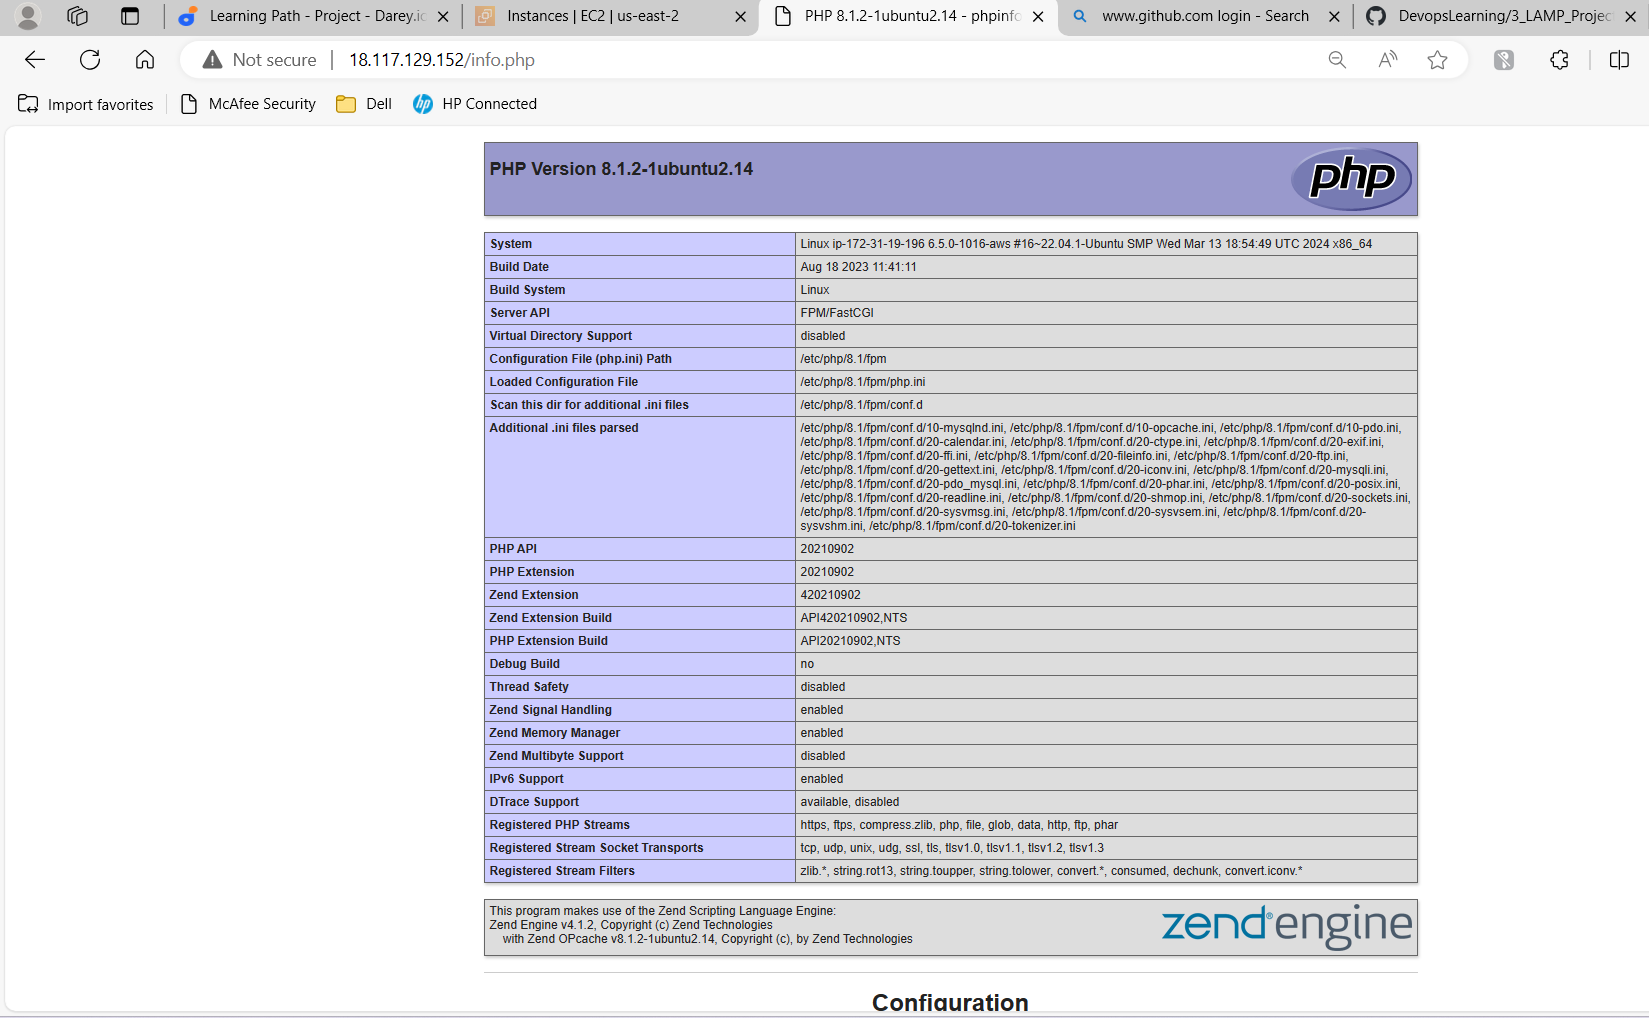 Learning Path - Project - Darey.io
Instances | EC2 | us-east-2
PHP 8.1.2-1ubuntu2.14 - phpinfo
www.github.com login - Search
DevopsLearning/3_LAMP_Projec
Not secure
18.117.129.152/info.php
Import favorites
McAfee Security
Dell
hp
HP Connected
PHP Version 8.1.2-1ubuntu2.14
php
System
Linux ip-172-31-19-196 6.5.0-1016-aws #16~22.04.1-Ubuntu SMP Wed Mar 13 18:54:49 UTC 2024 x86_64
Build Date
Aug 18 2023 11:41:11
Build System
Linux
Server API
FPM/FastCGI
Virtual Directory Support
disabled
Configuration File (php.ini) Path
/etc/php/8.1/fpm
Loaded Configuration File
/etc/php/8.1/fpm/php.ini
Scan this dir for additional .ini files
/etc/php/8.1/fpm/conf.d
Additional .ini files parsed
/etc/php/8.1/fpm/conf.d/10-mysqlnd.ini, /etc/php/8.1/fpm/conf.d/10-opcache.ini, /etc/php/8.1/fpm/conf.d/10-pdo.ini,
/etc/php/8.1/fpm/conf.d/20-calendar.ini, /etc/php/8.1/fpm/conf.d/20-ctype.ini, /etc/php/8.1/fpm/conf.d/20-exif.ini,
/etc/php/8.1/fpm/conf.d/20-ffi.ini, /etc/php/8.1/fpm/conf.d/20-fileinfo.ini, /etc/php/8.1/fpm/conf.d/20-ftp.ini,
/etc/php/8.1/fpm/conf.d/20-gettext.ini, /etc/php/8.1/fpm/conf.d/20-iconv.ini, /etc/php/8.1/fpm/conf.d/20-mysqli.ini,
/etc/php/8.1/fpm/conf.d/20-pdo_mysql.ini, /etc/php/8.1/fpm/conf.d/20-phar.ini, /etc/php/8.1/fpm/conf.d/20-posix.ini,
/etc/php/8.1/fpm/conf.d/20-readline.ini, /etc/php/8.1/fpm/conf.d/20-shmop.ini, /etc/php/8.1/fpm/conf.d/20-sockets.ini,
/etc/php/8.1/fpm/conf.d/20-sysvmsg.ini, /etc/php/8.1/fpm/conf.d/20-sysvsem.ini, /etc/php/8.1/fpm/conf.d/20-
sysvshm.ini, /etc/php/8.1/fpm/conf.d/20-tokenizer.ini
PHP API
20210902
PHP Extension
20210902
Zend Extension
420210902
Zend Extension Build
API420210902,NTS
PHP Extension Build
API20210902,NTS
Debug Build
no
Thread Safety
disabled
Zend Signal Handling
enabled
Zend Memory Manager
enabled
Zend Multibyte Support
disabled
IPv6 Support
enabled
DTrace Support
available, disabled
Registered PHP Streams
https, ftps, compress.zlib, php, file, glob, data, http, ftp, phar
Registered Stream Socket Transports
tcp, udp, unix, udg, ssl, tls, tlsv1.0, tlsv1.1, tlsv1.2, tlsv1.3
Registered Stream Filters
zlib.*, string.rot13, string.toupper, string.tolower, convert.*, consumed, dechunk, convert.iconv.*
This program makes use of the Zend Scripting Language Engine:
Zend Engine v4.1.2, Copyright (c) Zend Technologies
with Zend OPcache v8.1.2-1ubuntu2.14, Copyright (c), by Zend Technologies
zend® engine
Configuration